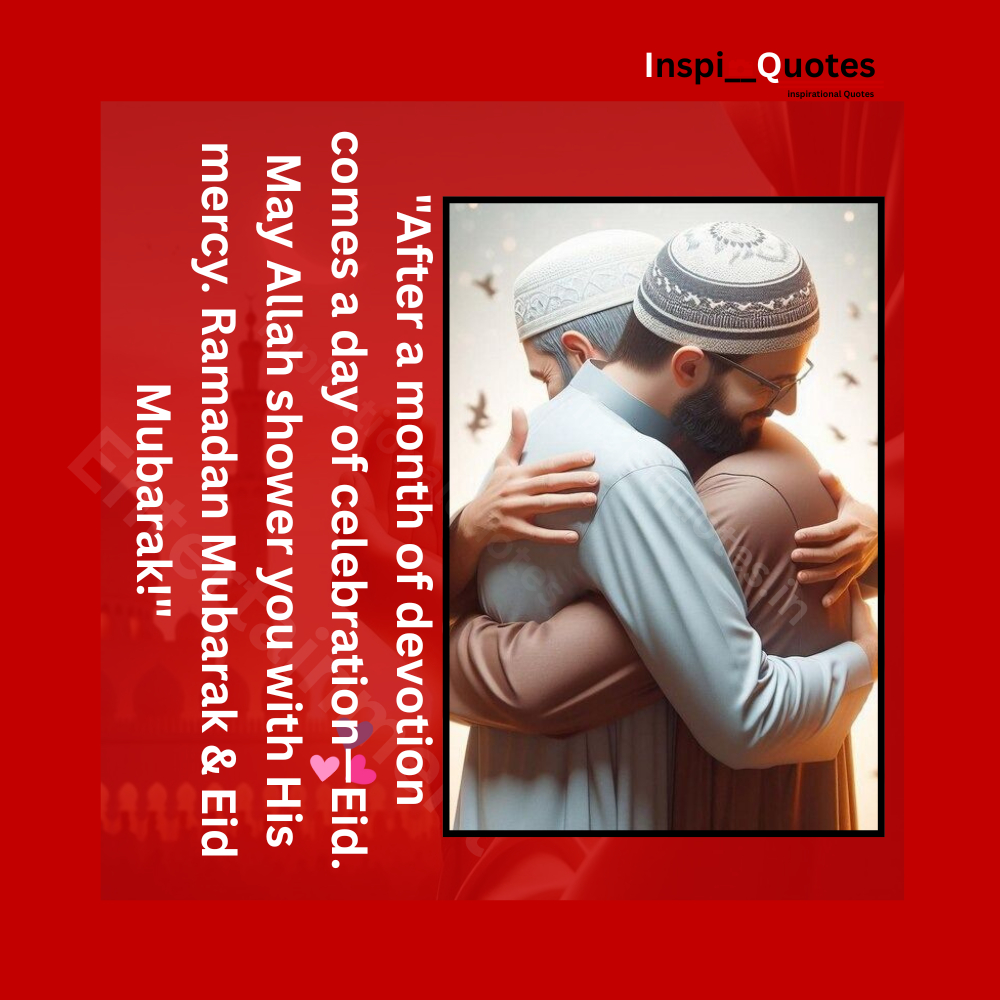 Inspi__Quotes
Inspirational Quotes
"After a month of devotion
comes a day of celebration—Eid.
May Allah shower you with His
mercy. Ramadan Mubarak & Eid
Mubarak!"